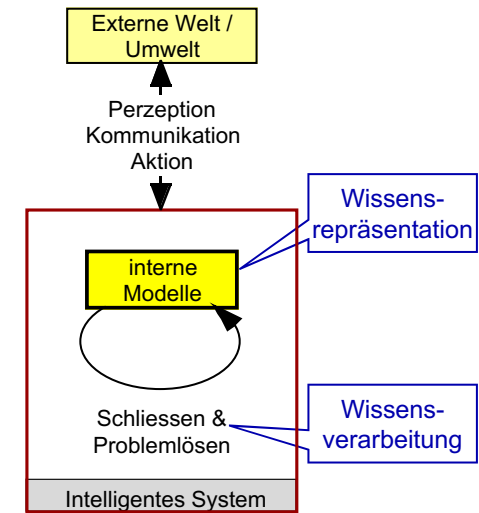 Externe Welt /
Umwelt
Perzeption
Kommunikation
Aktion
Wissens-
repräsentation
interne
Modelle
Schliessen &
Problemlösen
Wissens-
verarbeitung
Intelligentes System